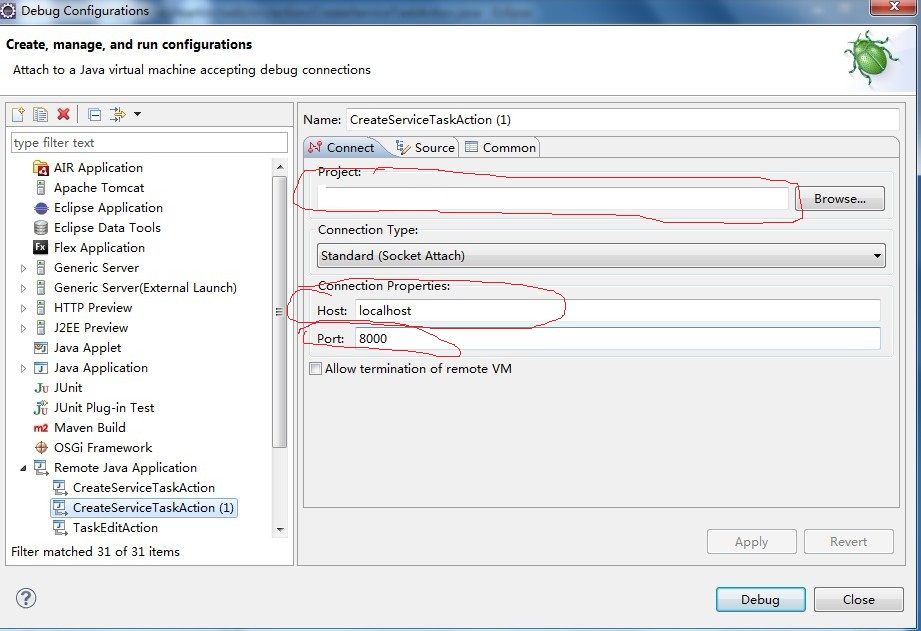 Debug Configurations
Create, manage, and run configurations
Attach to a Java virtual machine accepting debug connections
type filter text
AIR Application
Apache Tomcat
Eclipse Application
Eclipse Data Tools
Fx Flex Application
Generic Server
Generic Server(External Launch)
HTTP Preview
J2EE Preview
Java Applet
Java Application
Ju JUnit
Jü JUnit Plug-in Test
m2 Maven Build
OSGi Framework
Remote Java Application
CreateServiceTaskAction
CreateServiceTaskAction (1)
TaskEditAction
Filter matched 31 of 31 items
Name: CreateServiceTaskAction (1)
Connect Source Common
Project:
Browse...
Connection Type:
Standard (Socket Attach)
Connection Properties:
Host: localhost
Port: 8000
Allow termination of remote VM
Apply Revert
? Debug Close